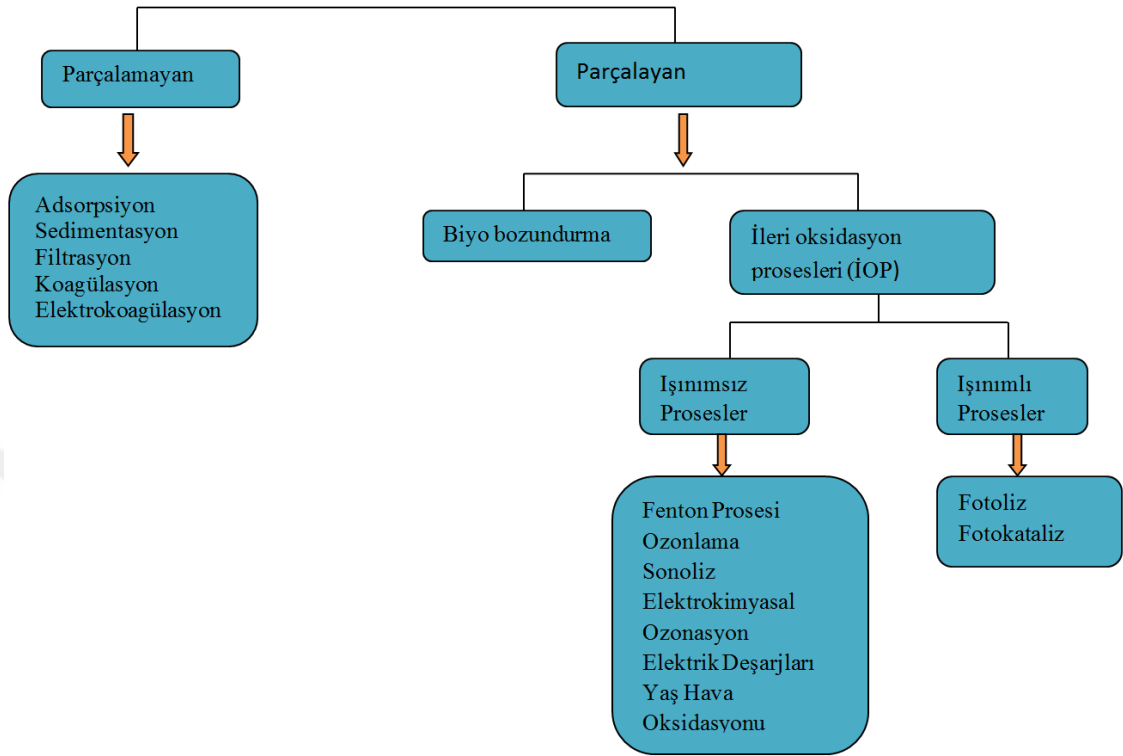 Parçalamayan
Parçalayan
Adsorpsiyon
Sedimentasyon
Filtrasyon
Koagülasyon
Elektrokoagülasyon
Biyo bozundurma
İleri oksidasyon
prosesleri (İOP)
Işınımsız
Prosesler
Işınımlı
Prosesler
Fenton Prosesi
Ozonlama
Sonoliz
Elektrokimyasal
Ozonasyon
Elektrik Deşarjları
Yaş Hava
Oksidasyonu
Fotoliz
Fotokataliz